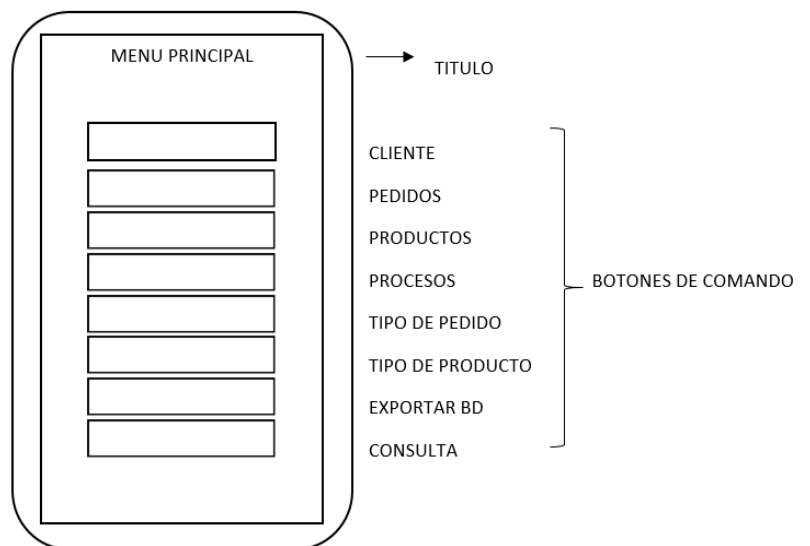 MENU PRINCIPAL
TITULO
CLIENTE
PEDIDOS
PRODUCTOS
PROCESOS
BOTONES DE COMANDO
TIPO DE PEDIDO
TIPO DE PRODUCTO
EXPORTAR BD
CONSULTA